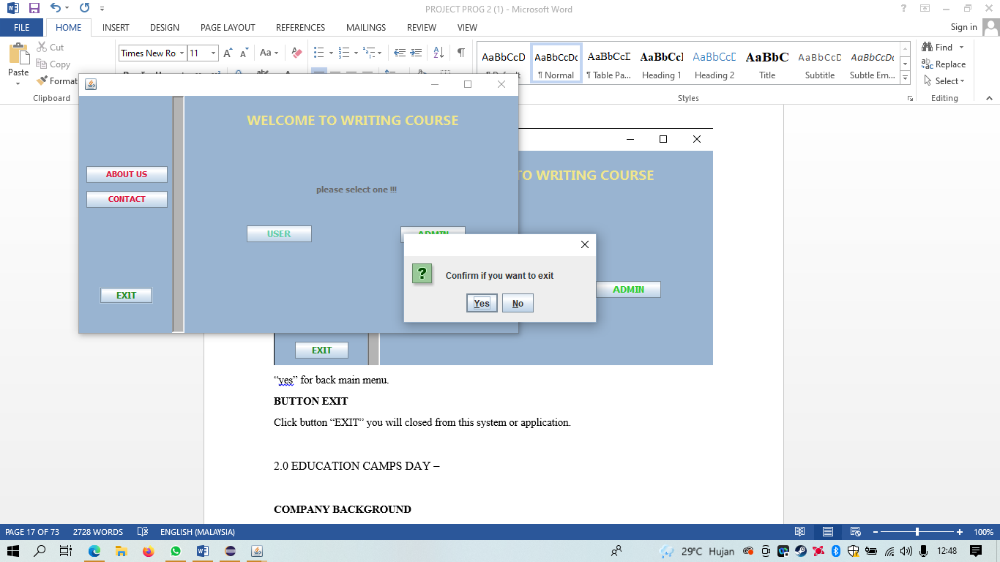 PROJECT PROG 2 (1) - Microsoft Word
FILE HOME INSERT DESIGN PAGE LAYOUT REFERENCES MAILINGS REVIEW VIEW Sign in
Paste
Cut
Copy
Format
Clipboard
Times New Ro 11
Aa
AaBbCcD AaBbCcDc AaBbCcI AaBbCcI AaBbCcD AaBbC AaBbCcD AaBbCcDc
¶ Normal ¶ Table Pa... Heading 1 Heading 2 Title Subtitle Subtle Em...
Styles
Find
Replace
Select
Editing
WELCOME TO WRITING COURSE
ABOUT US
CONTACT
please select one !!!
USER
ADMIN
EXIT
Confirm if you want to exit
Yes No
TO WRITING COURSE
ADMIN
EXIT
“yes” for back main menu.
BUTTON EXIT
Click button “EXIT” you will closed from this system or application.
2.0 EDUCATION CAMPS DAY –
COMPANY BACKGROUND
PAGE 17 OF 73 2728 WORDS ENGLISH (MALAYSIA) 100%
29°C Hujan 12:48